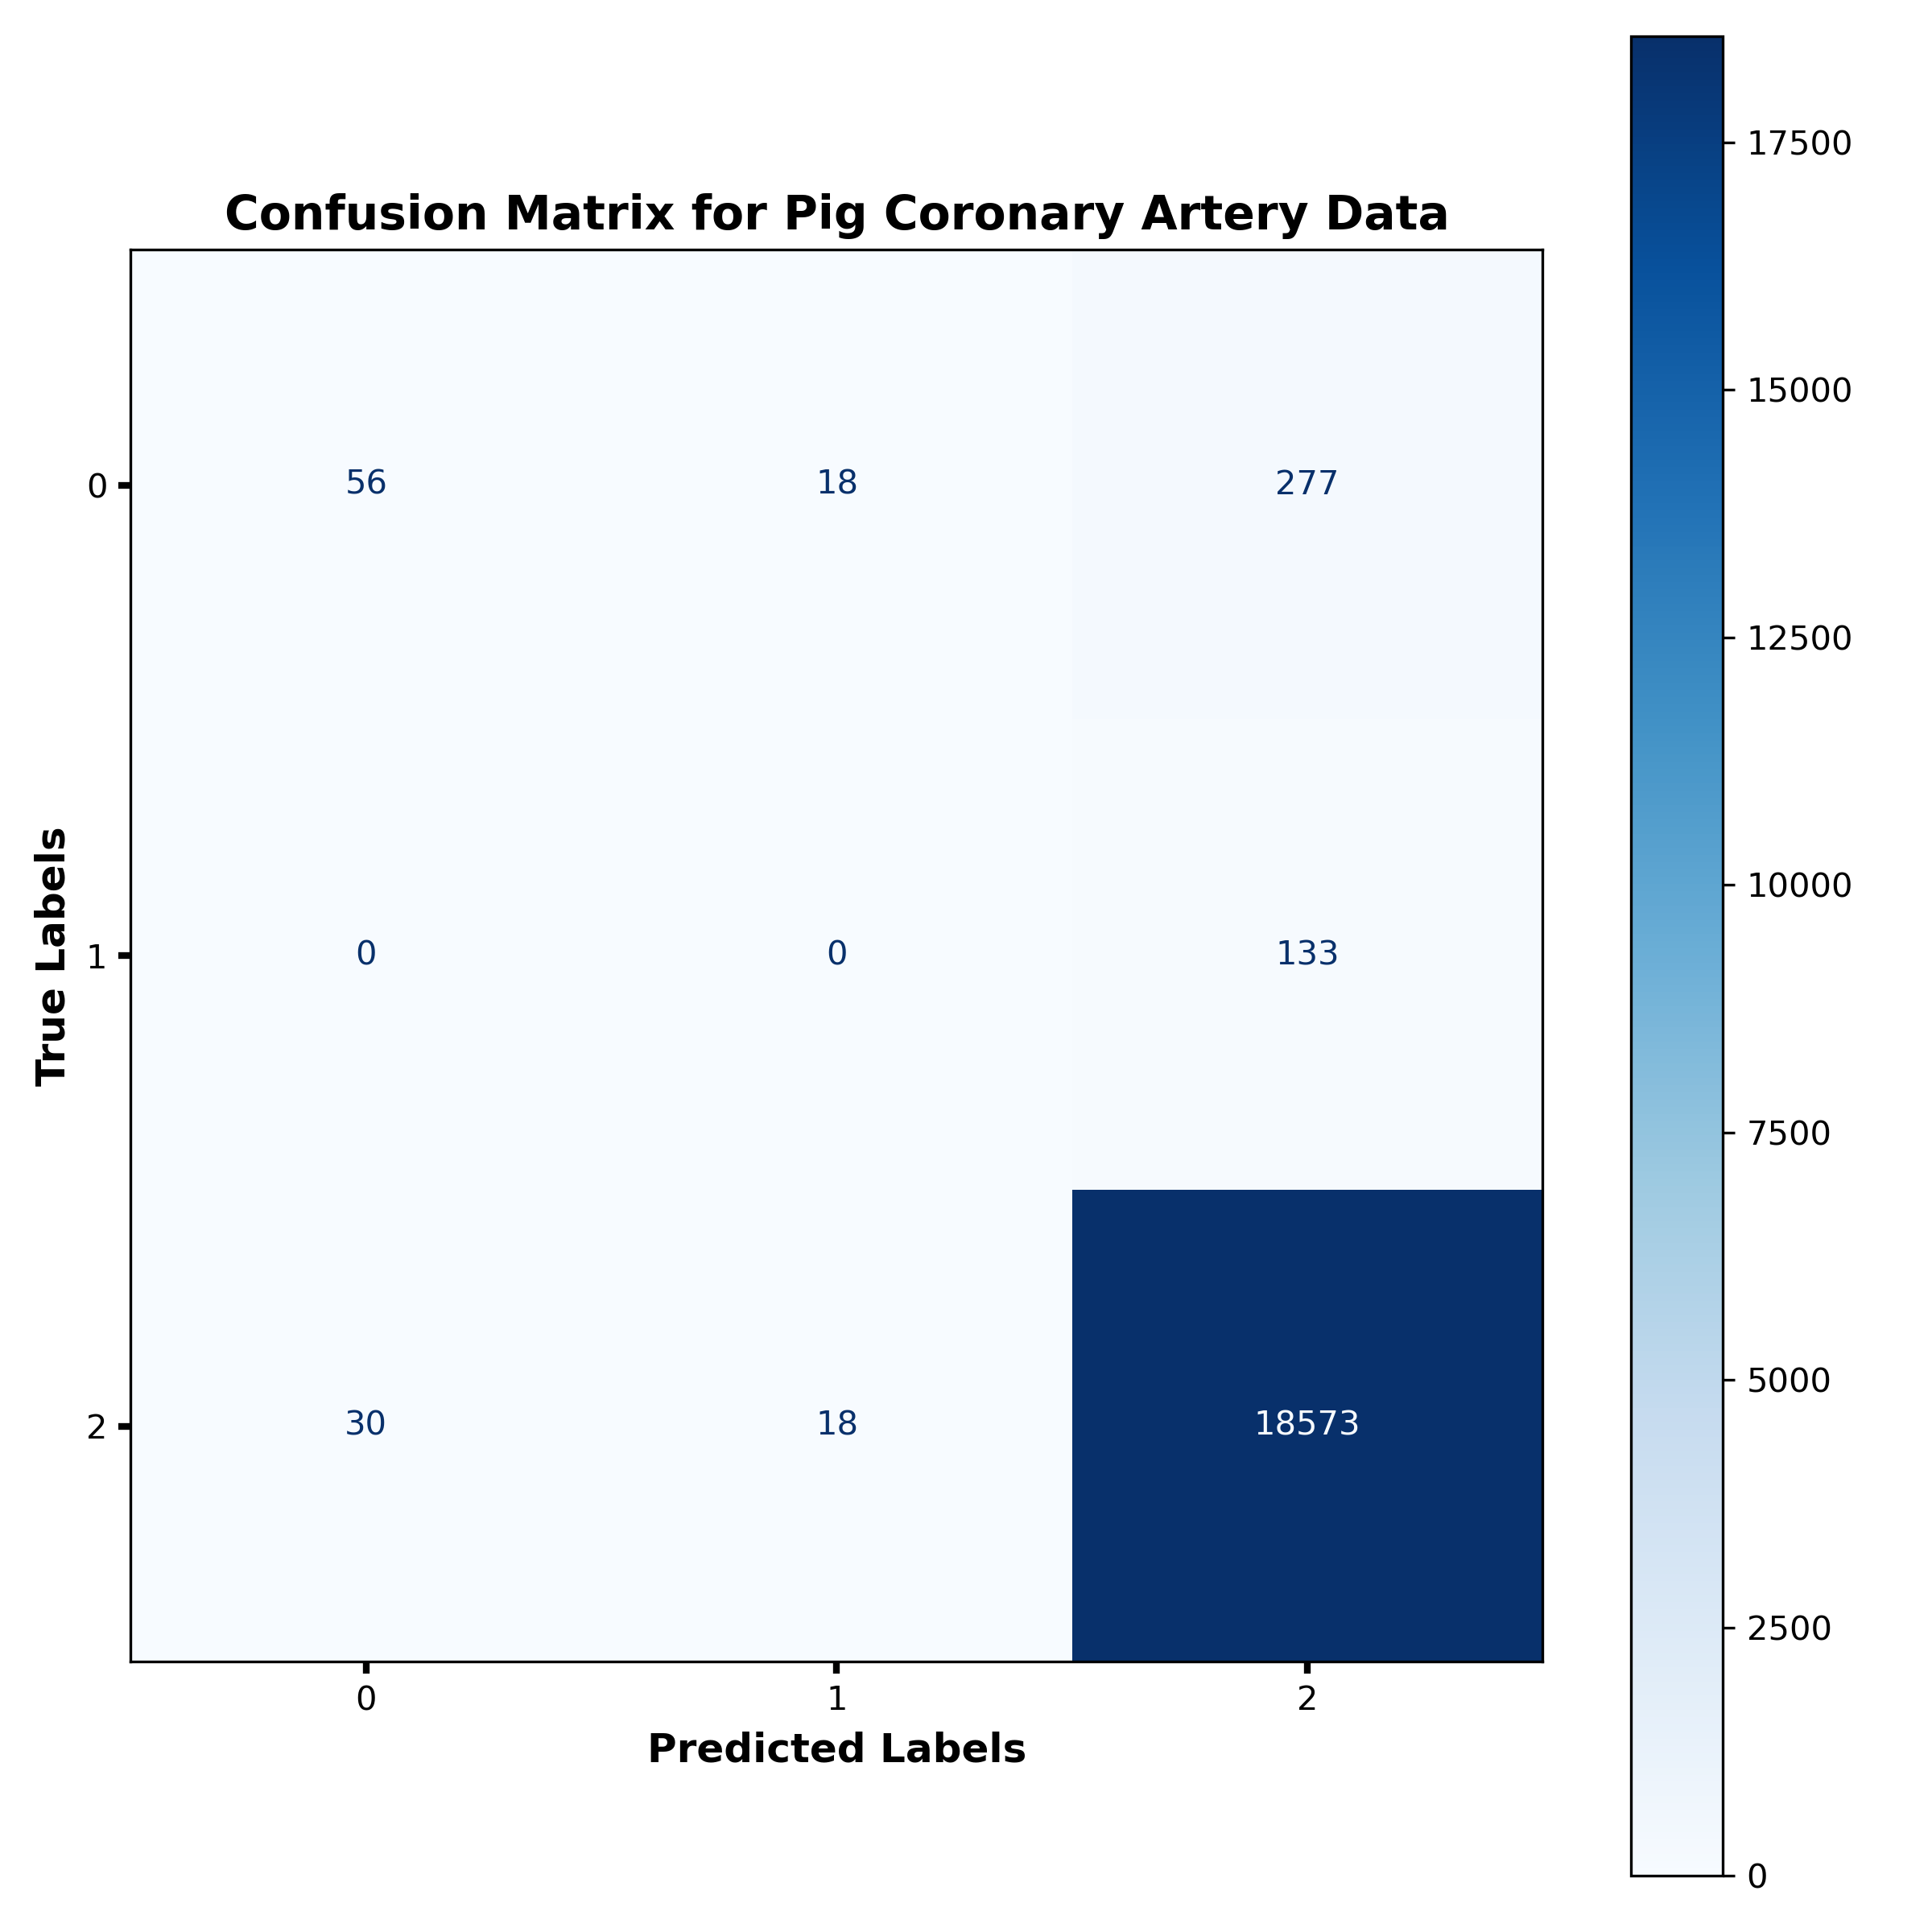 Confusion Matrix for Pig Coronary Artery Data
True Labels
0 56 18 277
1 0 0 133
2 30 18 18573
0 1 2
Predicted Labels
17500
15000
12500
10000
7500
5000
2500
0